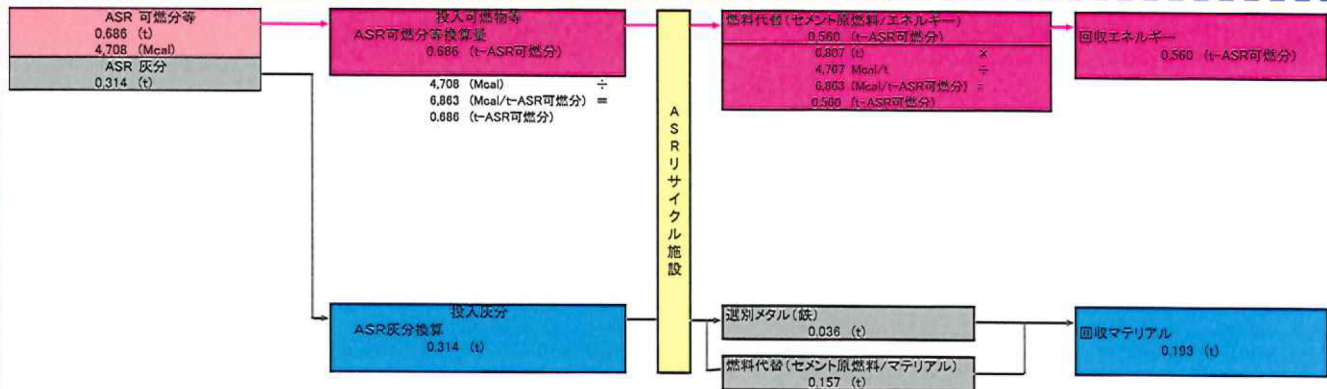 ASR 可燃分等
0.686 (t)
4,708 (Mcal)
ASR 灰分
0.314 (t)
投入可燃物等
ASR可燃分等換算量
0.686 (t-ASR可燃分)
4,708 (Mcal) ÷
6,863 (Mcal/t-ASR可燃分) =
0.686 (t-ASR可燃分)
ASRリサイクル施設
燃料代替(セメント原燃料/エネルギー)
0.560 (t-ASR可燃分)
0.807 (t) ×
4,767 Mcal/t ÷
6,863 (Mcal/t-ASR可燃分) =
0.560 (t-ASR可燃分)
回収エネルギー
0.560 (t-ASR可燃分)
投入灰分
ASR灰分換算
0.314 (t)
選別メタル(鉄)
0.036 (t)
燃料代替(セメント原燃料/マテリアル)
0.157 (t)
回収マテリアル
0.193 (t)